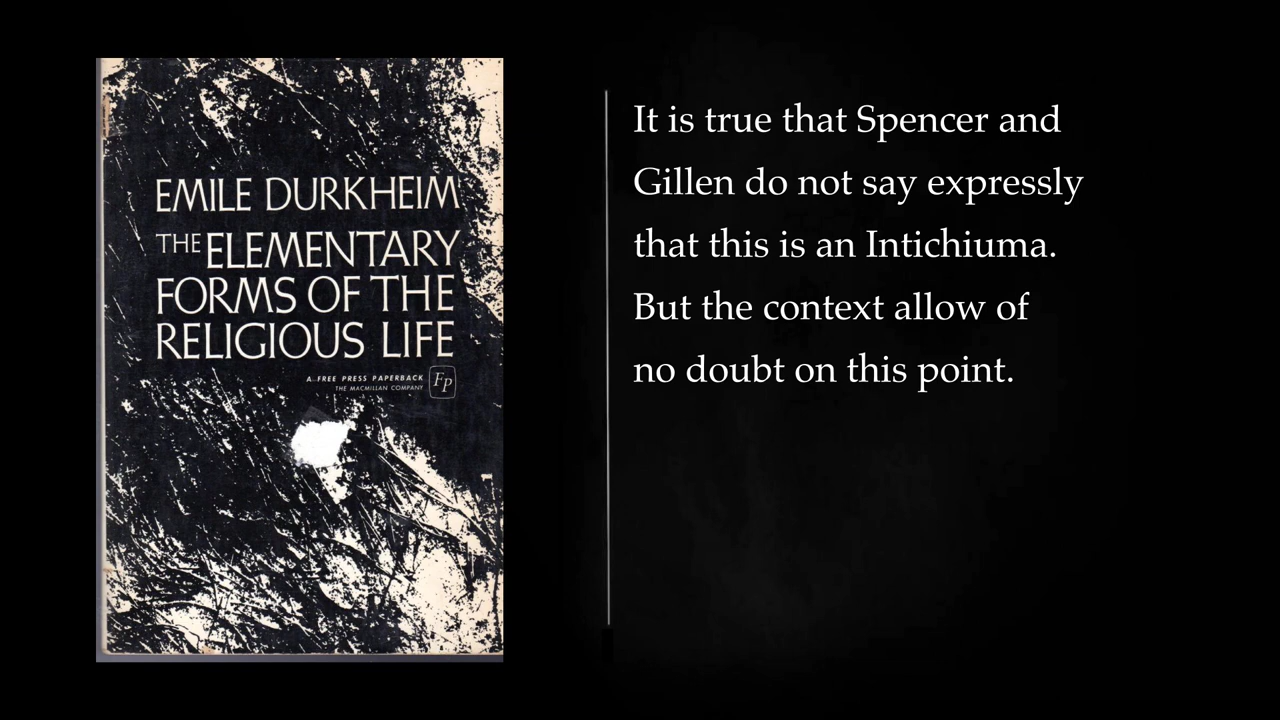 EMILE DURKHEIM
THE ELEMENTARY
FORMS OF THE
RELIGIOUS LIFE
A FREE PRESS PAPERBACK
THE MACMILLAN COMPANY
FP
It is true that Spencer and
Gillen do not say expressly
that this is an Intichiuma.
But the context allow of
no doubt on this point.